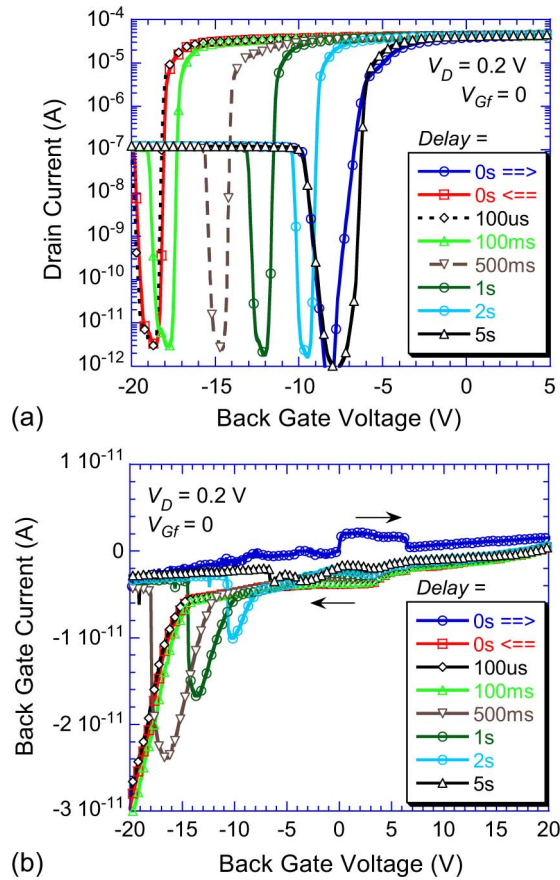 10⁻⁴
10⁻⁵
10⁻⁶
10⁻⁷
10⁻⁸
10⁻⁹
10⁻¹⁰
10⁻¹¹
10⁻¹²
Drain Current (A)
V_D = 0.2 V
V_Gf = 0
Delay =
0s ==>
0s <==
100us
100ms
500ms
1s
2s
5s
-20 -15 -10 -5 0 5
(a) Back Gate Voltage (V)
1 10⁻¹¹
0
-1 10⁻¹¹
-2 10⁻¹¹
-3 10⁻¹¹
Back Gate Current (A)
V_D = 0.2 V
V_Gf = 0
Delay =
0s ==>
0s <==
100us
100ms
500ms
1s
2s
5s
-20 -15 -10 -5 0 5 10 15 20
(b) Back Gate Voltage (V)